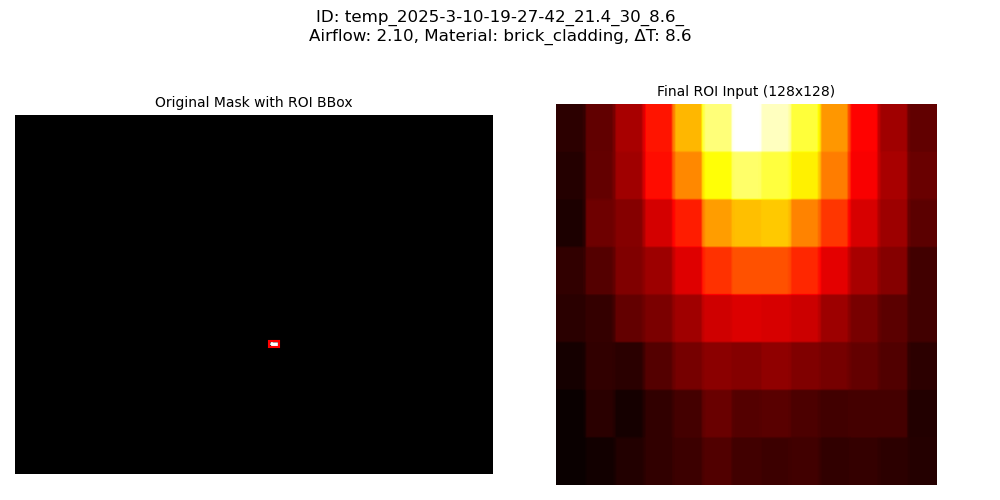 ID: temp_2025-3-10-19-27-42_21.4_30_8.6_
Airflow: 2.10, Material: brick_cladding, ΔT: 8.6
Original Mask with ROI BBox
Final ROI Input (128x128)